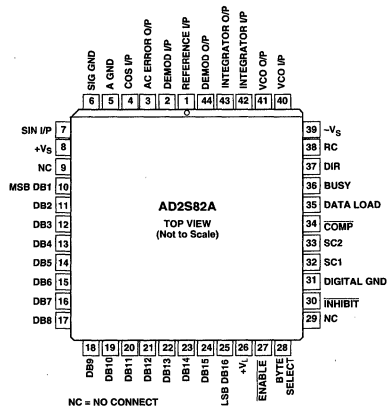 SIG GND
A GND
COS I/P
AC ERROR O/P
DEMOD I/P
REFERENCE I/P
DEMOD O/P
INTEGRATOR O/P
INTEGRATOR I/P
VCO O/P
VCO I/P
6 5 4 3 2 1 44 43 42 41 40
SIN I/P 7
+VS 8
NC 9
MSB DB1 10
DB2 11
DB3 12
DB4 13
DB5 14
DB6 15
DB7 16
DB8 17
AD2S82A
TOP VIEW
(Not to Scale)
39 –VS
38 RC
37 DIR
36 BUSY
35 DATA LOAD
34 COMP
33 SC2
32 SC1
31 DIGITAL GND
30 INHIBIT
29 NC
18 19 20 21 22 23 24 25 26 27 28
DB9
DB10
DB11
DB12
DB13
DB14
DB15
LSB DB16
+VL
ENABLE
BYTE
SELECT
NC = NO CONNECT